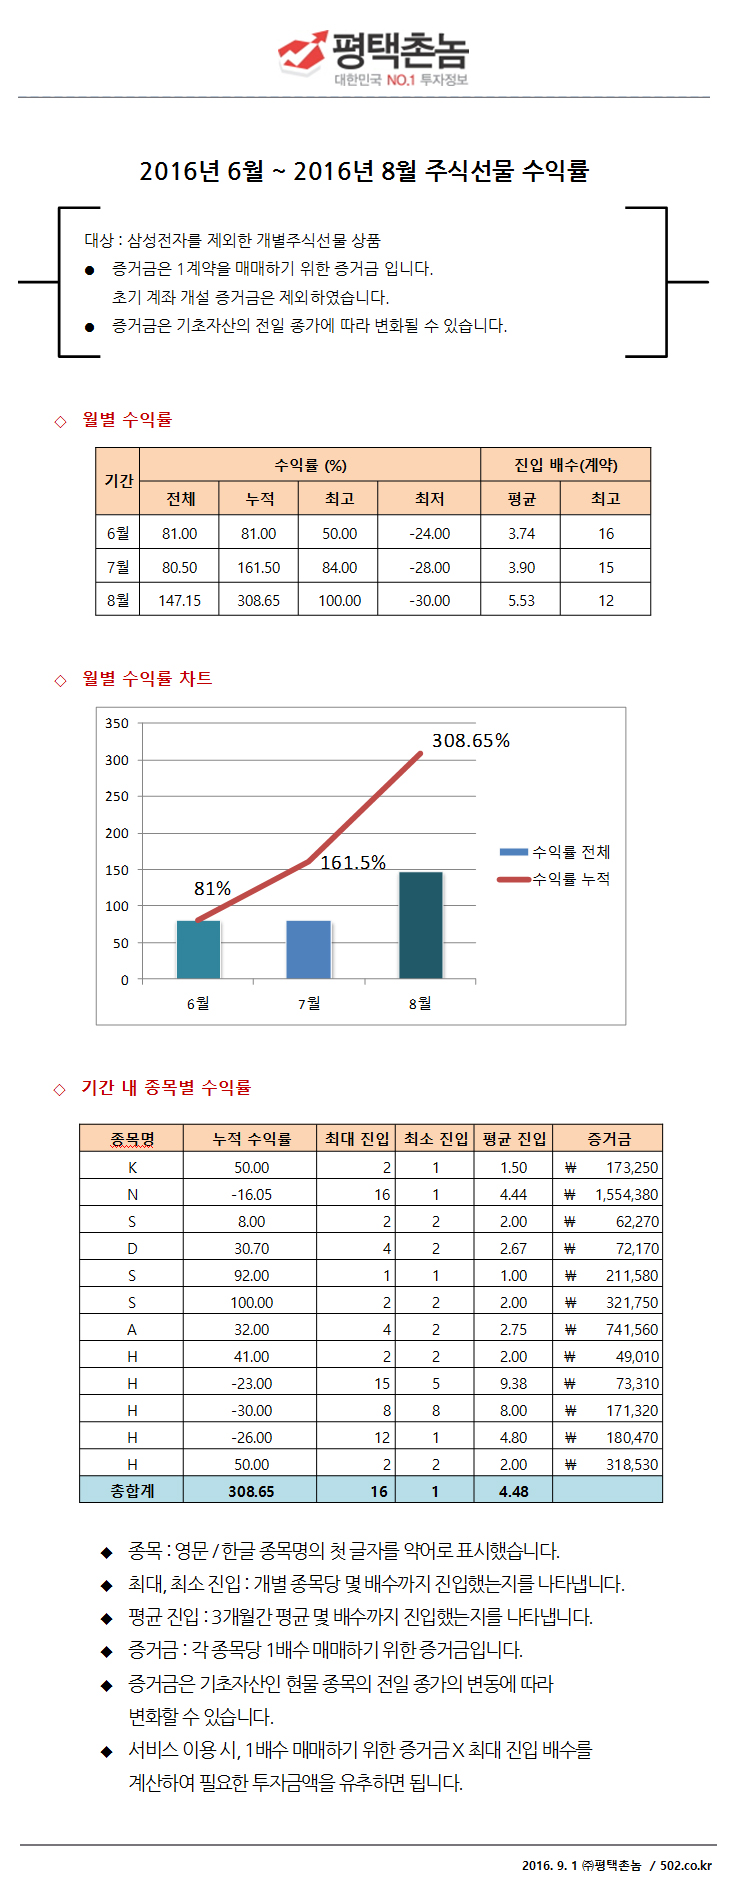 평택촌놈
대한민국 NO.1 투자정보
2016년 6월 ~ 2016년 8월 주식선물 수익률
대상 : 삼성전자를 제외한 개별주식선물 상품
● 증거금은 1계약을 매매하기 위한 증거금 입니다.
초기 계좌 개설 증거금은 제외하였습니다.
● 증거금은 기초자산의 전일 종가에 따라 변화될 수 있습니다.
◇ 월별 수익률
기간 수익률 (%) 진입 배수(계약)
전체 누적 최고 최저 평균 최고
6월 81.00 81.00 50.00 -24.00 3.74 16
7월 80.50 161.50 84.00 -28.00 3.90 15
8월 147.15 308.65 100.00 -30.00 5.53 12
◇ 월별 수익률 차트
350
300
250
200
150
100
50
0
308.65%
161.5%
81%
수익률 전체
수익률 누적
6월 7월 8월
◇ 기간 내 종목별 수익률
종목명 누적 수익률 최대 진입 최소 진입 평균 진입 증거금
K 50.00 2 1 1.50 ₩ 173,250
N -16.05 16 1 4.44 ₩ 1,554,380
S 8.00 2 2 2.00 ₩ 62,270
D 30.70 4 2 2.67 ₩ 72,170
S 92.00 1 1 1.00 ₩ 211,580
S 100.00 2 2 2.00 ₩ 321,750
A 32.00 4 2 2.75 ₩ 741,560
H 41.00 2 2 2.00 ₩ 49,010
H -23.00 15 5 9.38 ₩ 73,310
H -30.00 8 8 8.00 ₩ 171,320
H -26.00 12 1 4.80 ₩ 180,470
H 50.00 2 2 2.00 ₩ 318,530
총합계 308.65 16 1 4.48
◆ 종목 : 영문 / 한글 종목명의 첫 글자를 약어로 표시했습니다.
◆ 최대, 최소 진입 : 개별 종목당 몇 배수까지 진입했는지를 나타냅니다.
◆ 평균 진입 : 3개월간 평균 몇 배수까지 진입했는지를 나타냅니다.
◆ 증거금 : 각 종목당 1배수 매매하기 위한 증거금입니다.
◆ 증거금은 기초자산인 현물 종목의 전일 종가의 변동에 따라
변화할 수 있습니다.
◆ 서비스 이용 시, 1배수 매매하기 위한 증거금 X 최대 진입 배수를
계산하여 필요한 투자금액을 유추하면 됩니다.
2016. 9. 1 ㈜평택촌놈 / 502.co.kr